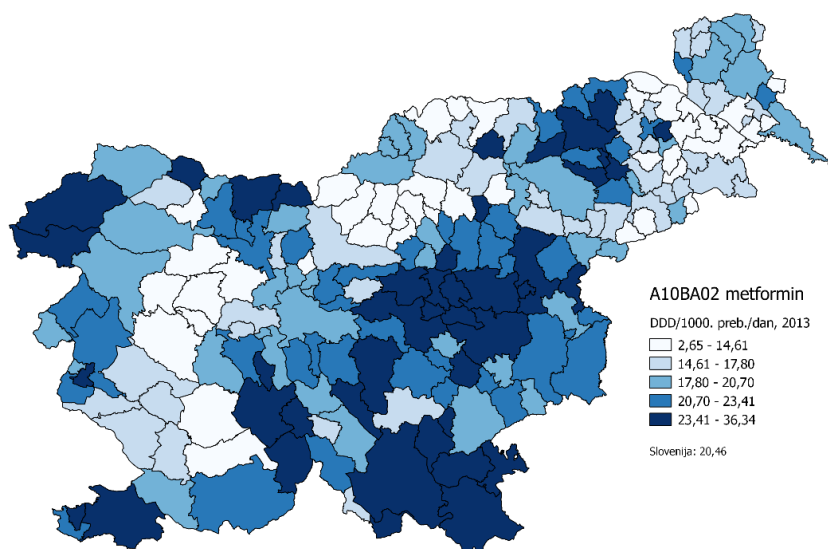 A10BA02 metformin
DDD/1000. preb./dan, 2013
2,65 - 14,61
14,61 - 17,80
17,80 - 20,70
20,70 - 23,41
23,41 - 36,34
Slovenija: 20,46